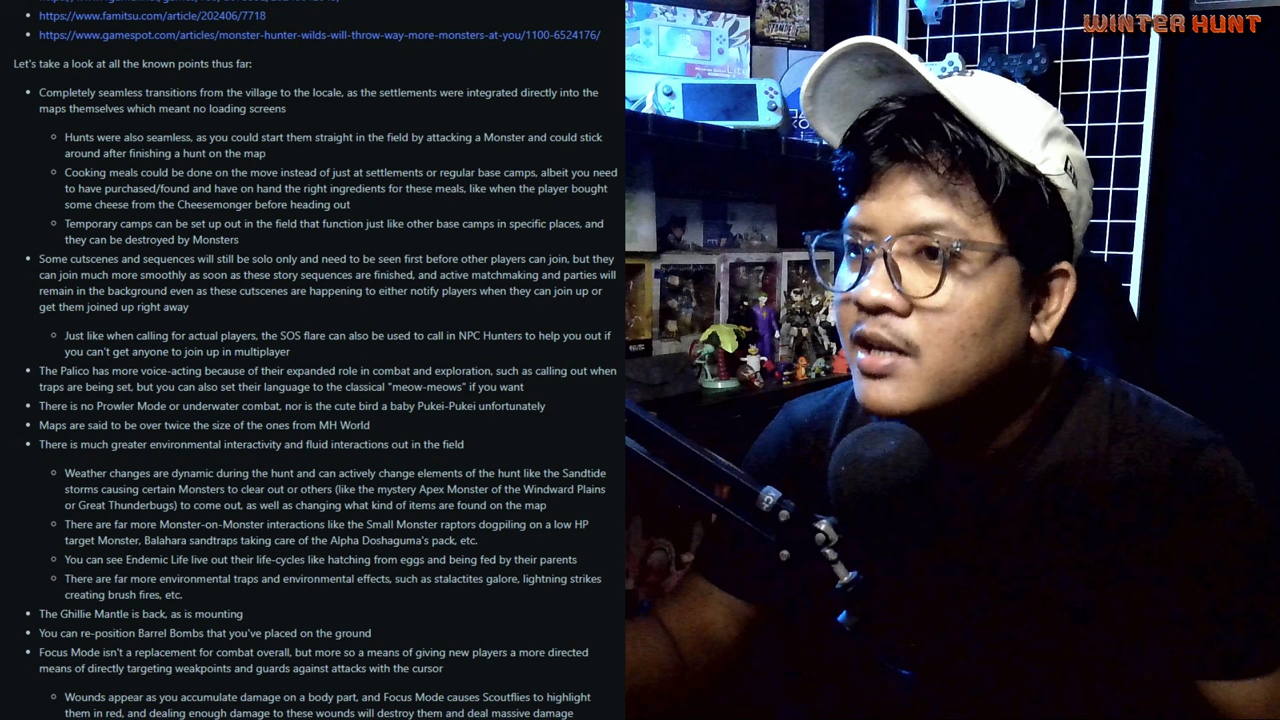 https://www.famitsu.com/article/202406/7718
https://www.gamespot.com/articles/monster-hunter-wilds-will-throw-way-more-monsters-at-you/1100-6524176/
WINTER HUNT
Let's take a look at all the known points thus far:
Completely seamless transitions from the village to the locale, as the settlements were integrated directly into the
maps themselves which meant no loading screens
Hunts were also seamless, as you could start them straight in the field by attacking a Monster and could stick
around after finishing a hunt on the map
Cooking meals could be done on the move instead of just at settlements or regular base camps, albeit you need
to have purchased/found and have on hand the right ingredients for these meals, like when the player bought
some cheese from the Cheesemonger before heading out
Temporary camps can be set up out in the field that function just like other base camps in specific places, and
they can be destroyed by Monsters
Some cutscenes and sequences will still be solo only and need to be seen first before other players can join, but they
can join much more smoothly as soon as these story sequences are finished, and active matchmaking and parties will
remain in the background even as these cutscenes are happening to either notify players when they can join up or
get them joined up right away
Just like when calling for actual players, the SOS flare can also be used to call in NPC Hunters to help you out if
you can't get anyone to join up in multiplayer
The Palico has more voice-acting because of their expanded role in combat and exploration, such as calling out when
traps are being set, but you can also set their language to the classical "meow-meows" if you want
There is no Prowler Mode or underwater combat, nor is the cute bird a baby Pukei-Pukei unfortunately
Maps are said to be over twice the size of the ones from MH World
There is much greater environmental interactivity and fluid interactions out in the field
Weather changes are dynamic during the hunt and can actively change elements of the hunt like the Sandtide
storms causing certain Monsters to clear out or others (like the mystery Apex Monster of the Windward Plains
or Great Thunderbugs) to come out, as well as changing what kind of items are found on the map
There are far more Monster-on-Monster interactions like the Small Monster raptors dogpiling on a low HP
target Monster, Balahara sandtraps taking care of the Alpha Doshaguma's pack, etc.
You can see Endemic Life live out their life-cycles like hatching from eggs and being fed by their parents
There are far more environmental traps and environmental effects, such as stalactites galore, lightning strikes
creating brush fires, etc.
The Ghillie Mantle is back, as is mounting
You can re-position Barrel Bombs that you've placed on the ground
Focus Mode isn't a replacement for combat overall, but more so a means of giving new players a more directed
means of directly targeting weakpoints and guards against attacks with the cursor
Wounds appear as you accumulate damage on a body part, and Focus Mode causes Scoutflies to highlight
them in red, and dealing enough damage to these wounds will destroy them and deal massive damage